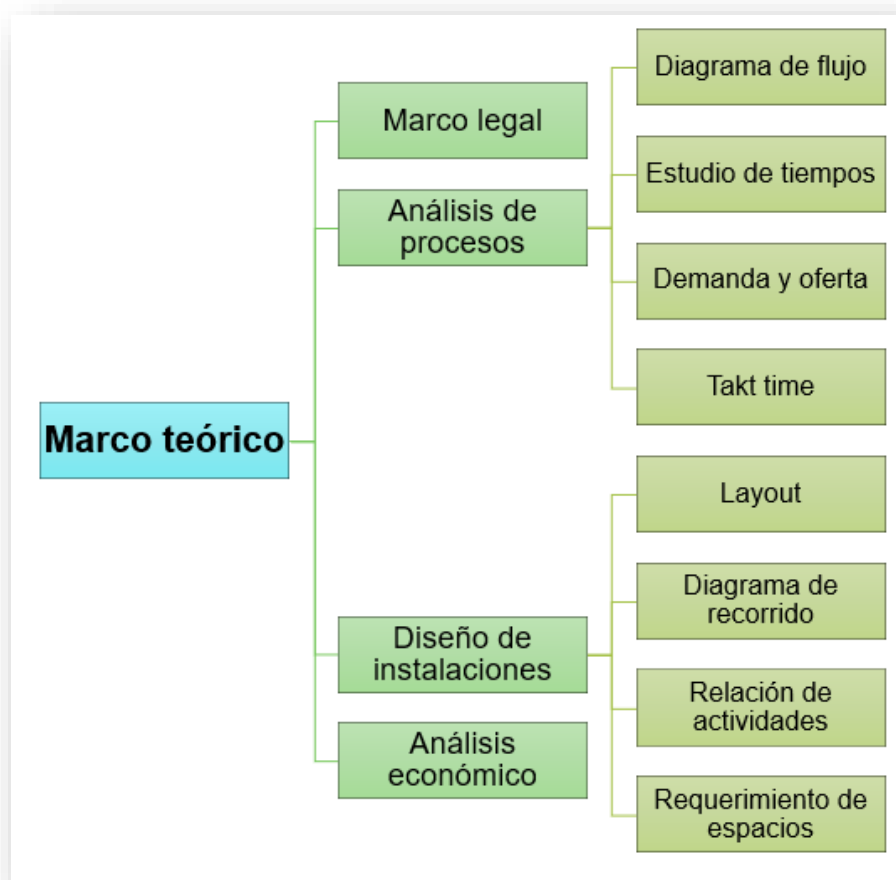 Marco teórico
Marco legal
Análisis de
procesos
Diagrama de flujo
Estudio de tiempos
Demanda y oferta
Takt time
Diseño de
instalaciones
Layout
Diagrama de
recorrido
Relación de
actividades
Requerimiento de
espacios
Análisis
económico